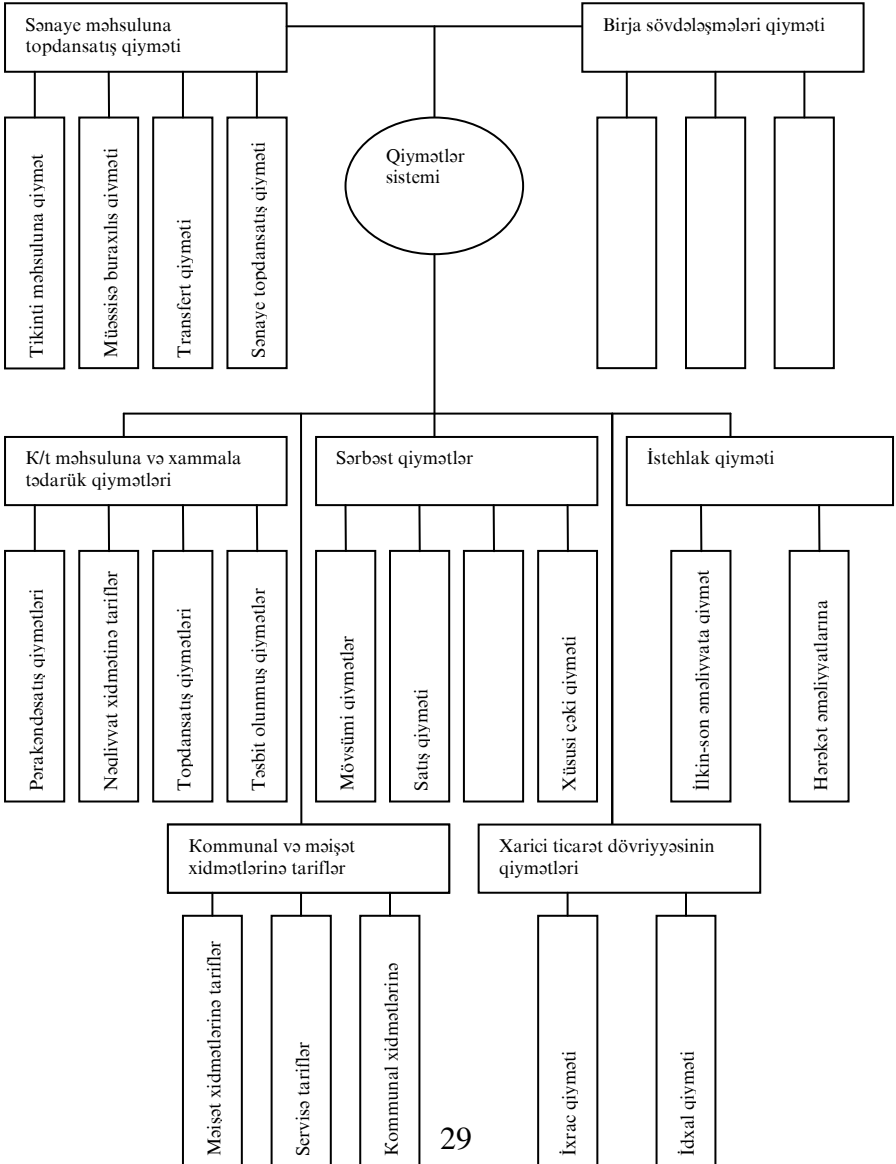 Sənaye məhsuluna
topdansatış qiyməti
Birja sövdələşmələri qiyməti
Qiymətlər
sistemi
Tikinti məhsuluna qiymət
Müəssisə buraxılış qiyməti
Transfert qiyməti
Sənaye topdansatış qiyməti
K/t məhsuluna və xammala
tədarük qiymətləri
Sərbəst qiymətlər
İstehlak qiyməti
Pərakəndəsatış qiymətləri
Nəqliyyat xidmətinə tariflər
Topdansatış qiymətləri
Təsbit olunmuş qiymətlər
Mövsümi qiymətlər
Satış qiyməti
Xüsusi çəki qiyməti
İlkin-son əməliyyata qiymət
Hərəkət əməliyyatlarına
Kommunal və məişət
xidmətlərinə tariflər
Xarici ticarət dövriyyəsinin
qiymətləri
Məişət xidmətlərinə tariflər
Servisə tariflər
Kommunal xidmətlərinə
İxrac qiyməti
İdxal qiyməti
29